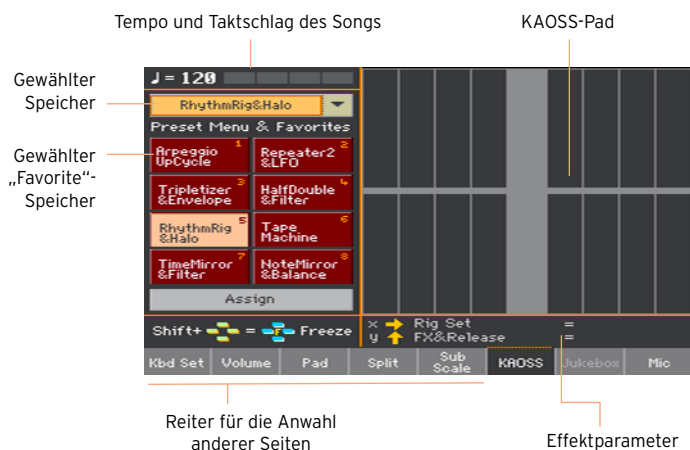 Tempo und Taktschlag des Songs
KAOSS-Pad
Gewählter
Speicher
♩ = 120
RhythmRig&Halo
Preset Menu & Favorites
Gewählter
„Favorite“-
Speicher
Arpeggio 1
UpCycle
Repeater2 2
&LFO
Tripletizer 3
&Envelope
HalfDouble 4
&Filter
RhythmRig 5
&Halo
Tape 6
Machine
TimeMirror 7
&Filter
NoteMirror 8
&Balance
Assign
Shift+ = F Freeze
x Rig Set =
y FX&Release =
Kbd Set
Volume
Pad
Split
Sub
Scale
KAOSS
Jukebox
Mic
Reiter für die Anwahl
anderer Seiten
Effektparameter